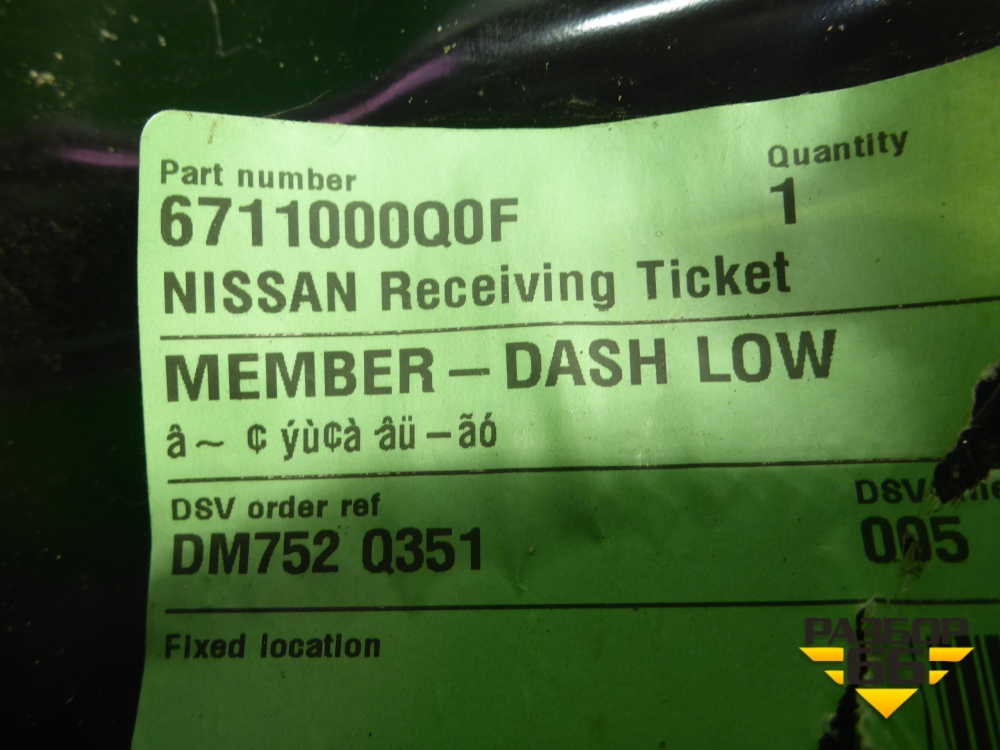 Part number
Quantity
6711000Q0F
1
NISSAN Receiving Ticket
MEMBER – DASH LOW
â ~ ¢ ýù¢à âü – ãó
DSV order ref
DSV
DM752 Q351
005
Fixed location
РАЗБОР
66